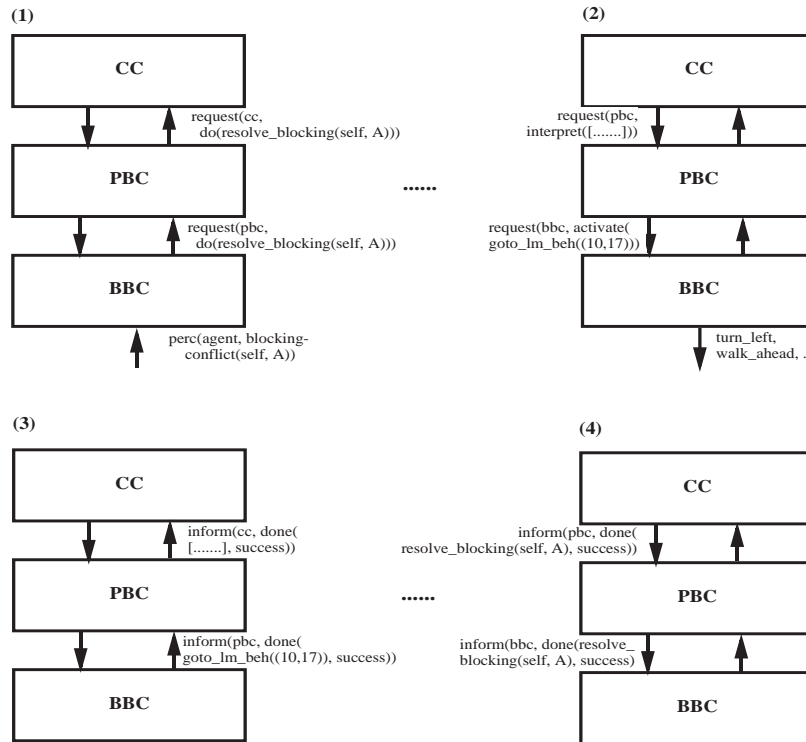 (1)
CC
request(cc,
do(resolve_blocking(self, A)))
PBC
request(pbc,
do(resolve_blocking(self, A)))
BBC
perc(agent, blocking-
conflict(self, A))
......
(2)
CC
request(pbc,
interpret([.......]))
PBC
request(bbc, activate(
goto_lm_beh((10,17)))
BBC
turn_left,
walk_ahead, .
(3)
CC
inform(cc, done(
[.......], success))
PBC
inform(pbc, done(
goto_lm_beh((10,17)), success))
BBC
......
(4)
CC
inform(pbc, done(
resolve_blocking(self, A), success))
PBC
inform(bbc, done(resolve_
blocking(self, A), success)
BBC